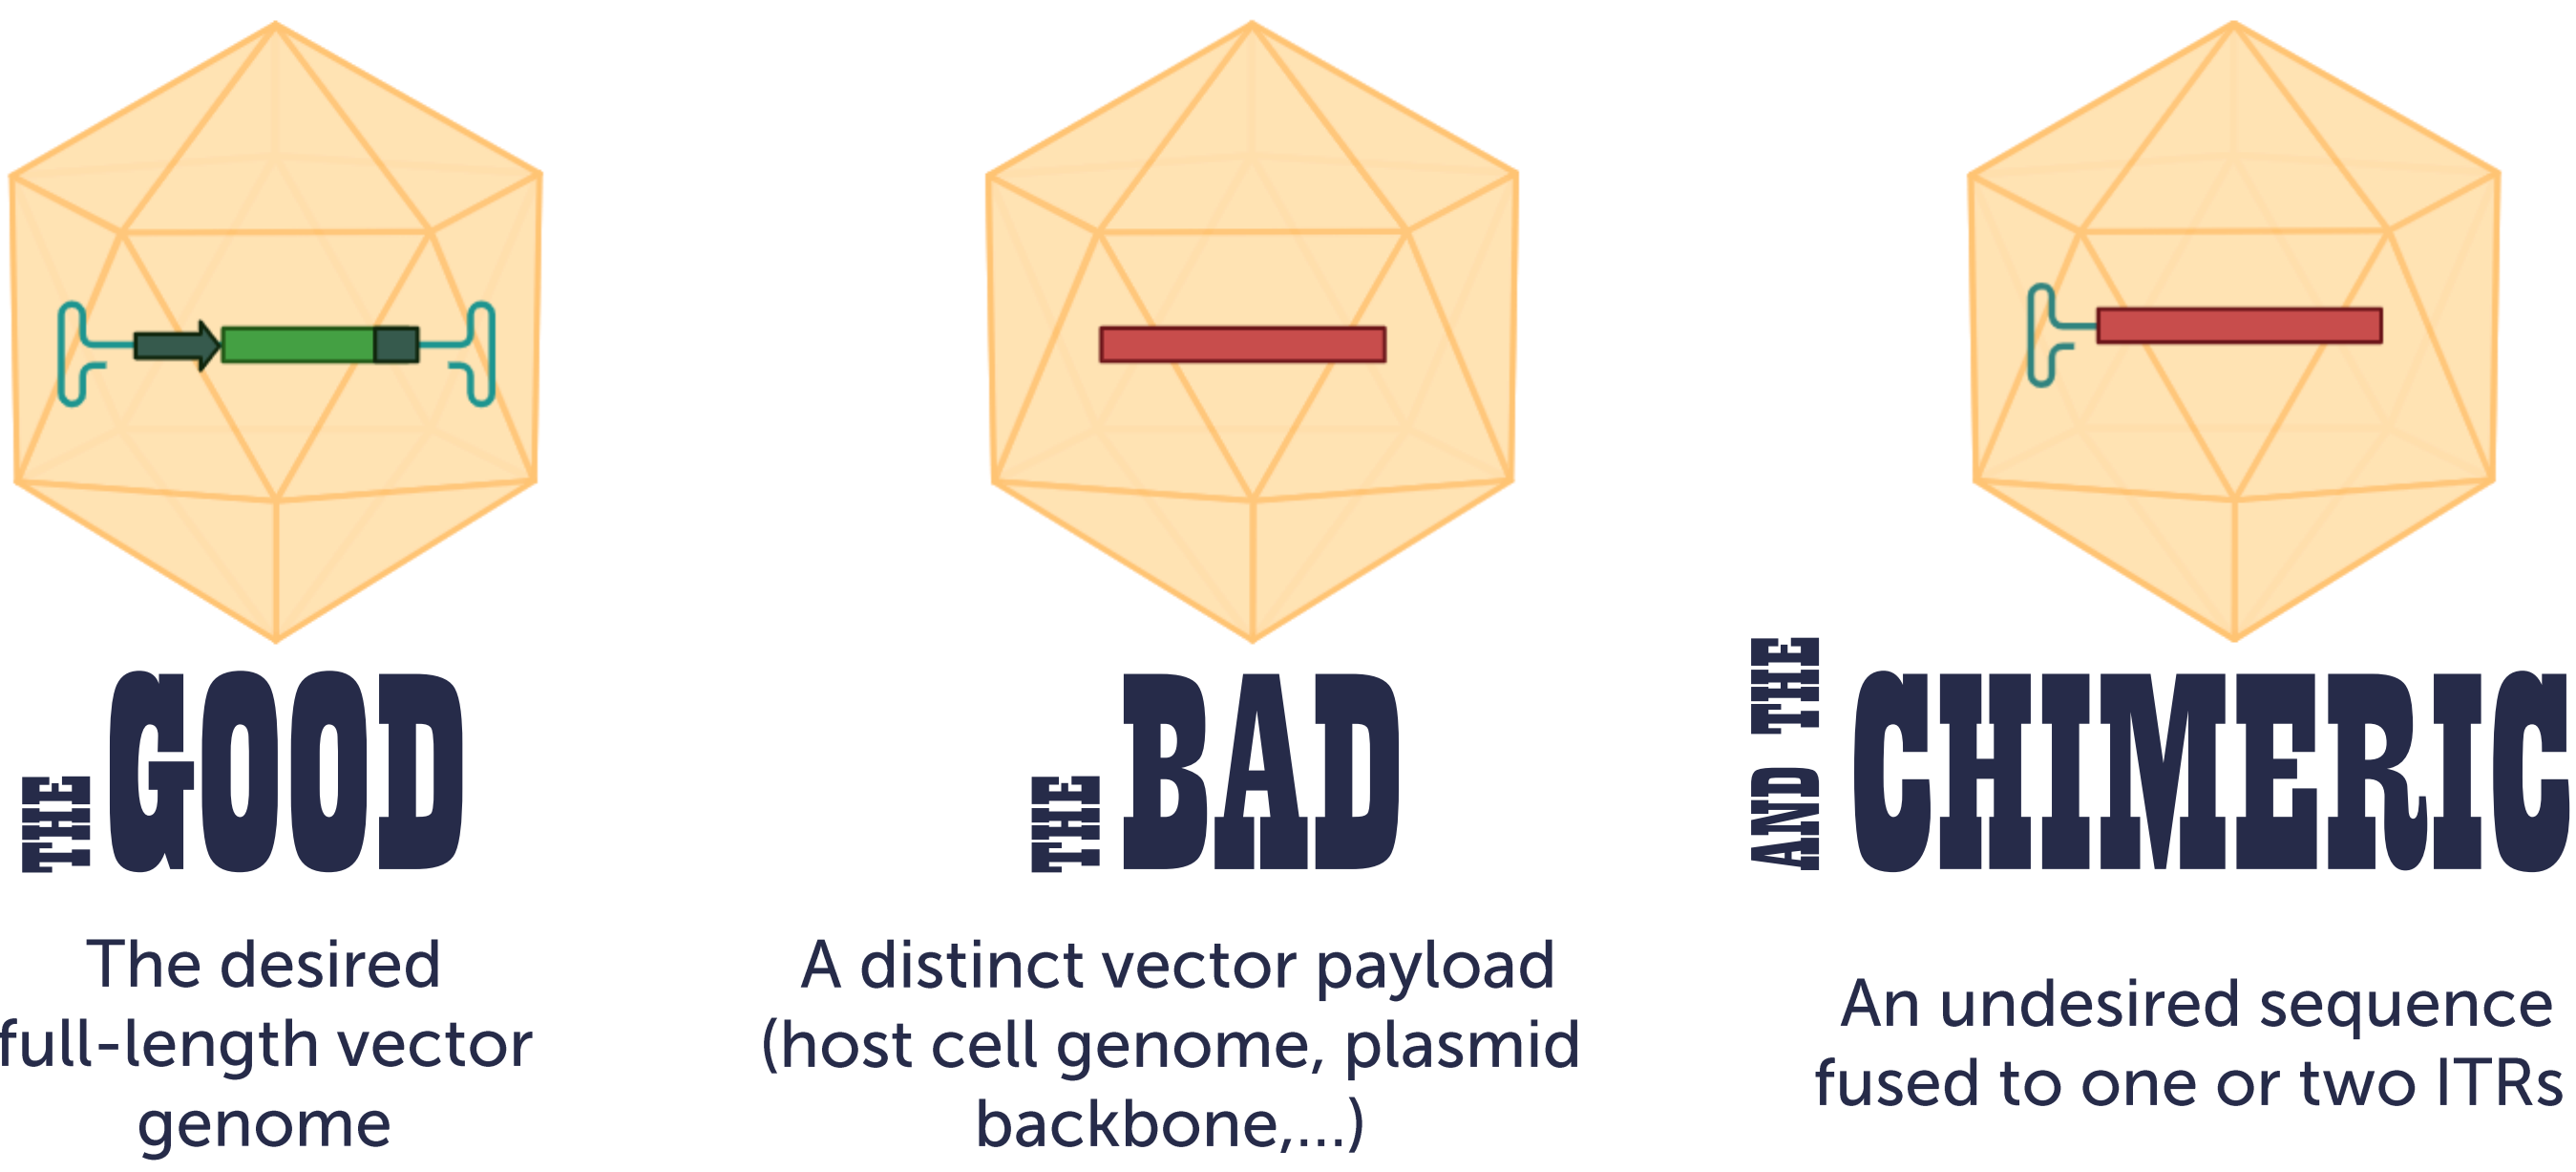 THE GOOD
The desired
full-length vector
genome
THE BAD
A distinct vector payload
(host cell genome, plasmid
backbone,...)
AND THE CHIMERIC
An undesired sequence
fused to one or two ITRs